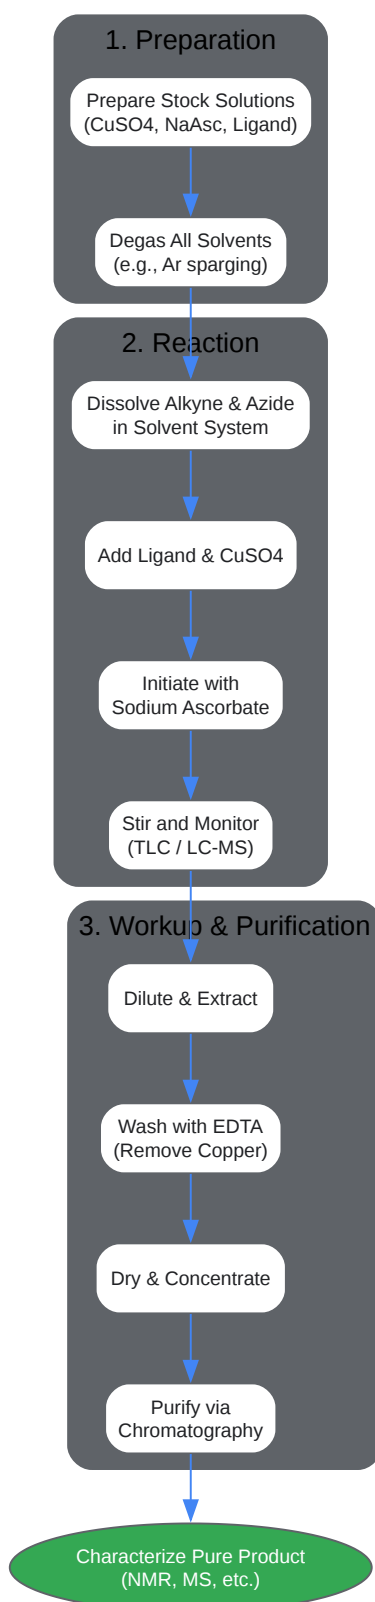 1. Preparation
Prepare Stock Solutions
(CuSO4, NaAsc, Ligand)
Degas All Solvents
(e.g., Ar sparging)
2. Reaction
Dissolve Alkyne & Azide
in Solvent System
Add Ligand & CuSO4
Initiate with
Sodium Ascorbate
Stir and Monitor
(TLC / LC-MS)
3. Workup & Purification
Dilute & Extract
Wash with EDTA
(Remove Copper)
Dry & Concentrate
Purify via
Chromatography
Characterize Pure Product
(NMR, MS, etc.)